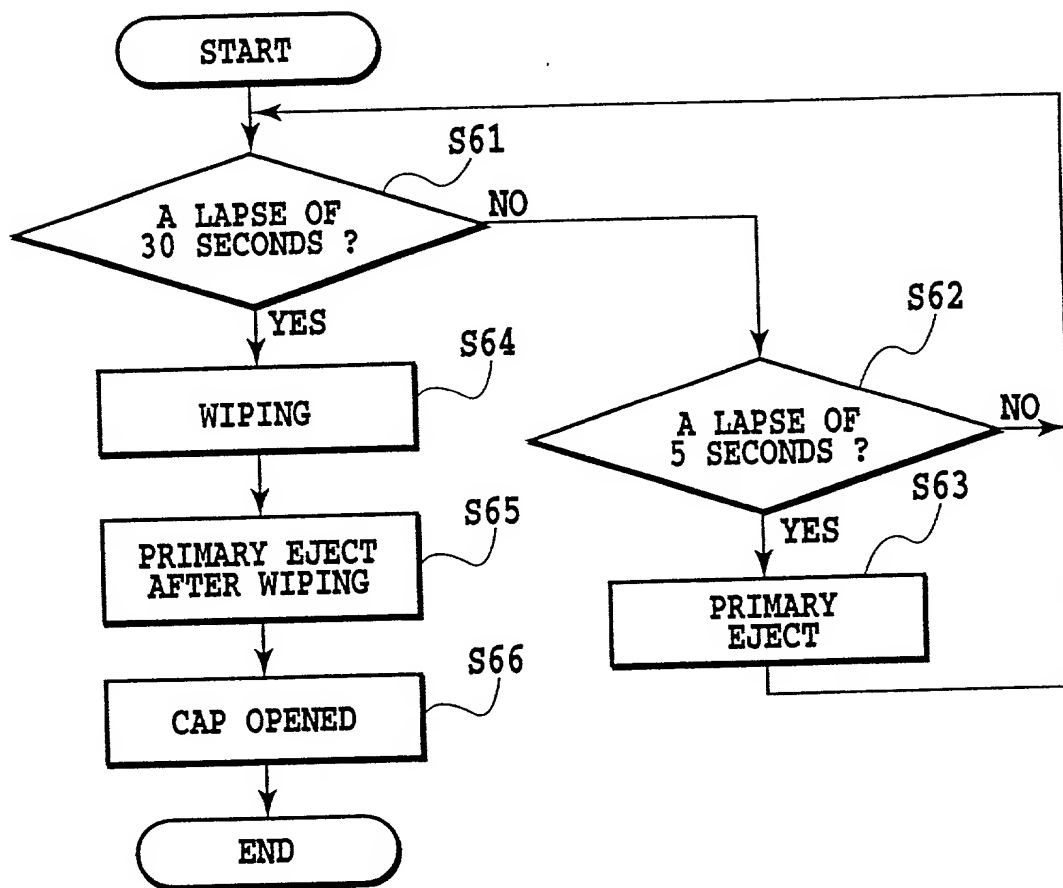 START
S61
A LAPSE OF
30 SECONDS ?
NO
YES
S62
A LAPSE OF
5 SECONDS ?
NO
YES
S63
PRIMARY
EJECT
S64
WIPING
S65
PRIMARY EJECT
AFTER WIPING
S66
CAP OPENED
END